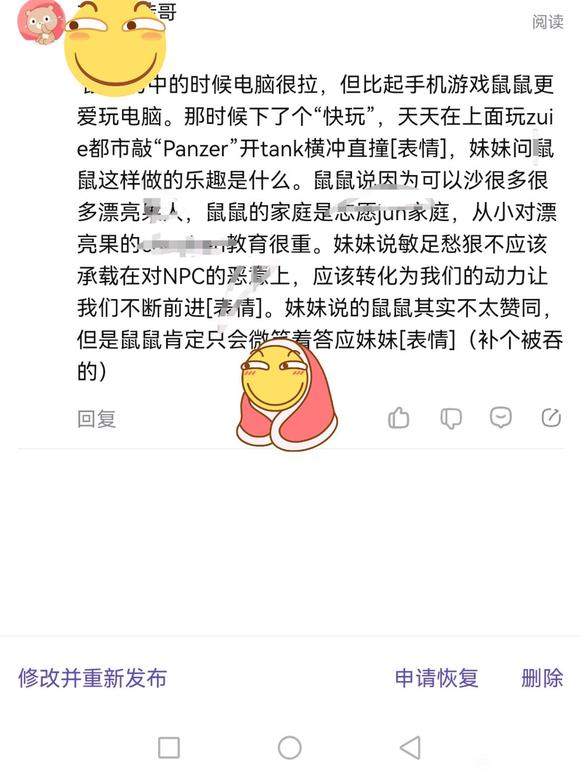 哥
阅读
中的时候电脑很拉，但比起手机游戏鼠鼠更
爱玩电脑。那时候下了个“快玩”，天天在上面玩zui
e都市敲“Panzer”开tank横冲直撞[表情]，妹妹问鼠
鼠这样做的乐趣是什么。鼠鼠说因为可以沙很多很
多漂亮 人，鼠鼠的家庭是志愿jun家庭，从小对漂
亮果的 教育很重。妹妹说敏足愁狠不应该
承载在对NPC的恶意上，应该转化为我们的动力让
我们不断前进[表情]。妹妹说的鼠鼠其实不太赞同，
但是鼠鼠肯定只会微笑着答应妹妹[表情]（补个被吞
的）
回复
修改并重新发布
申请恢复
删除